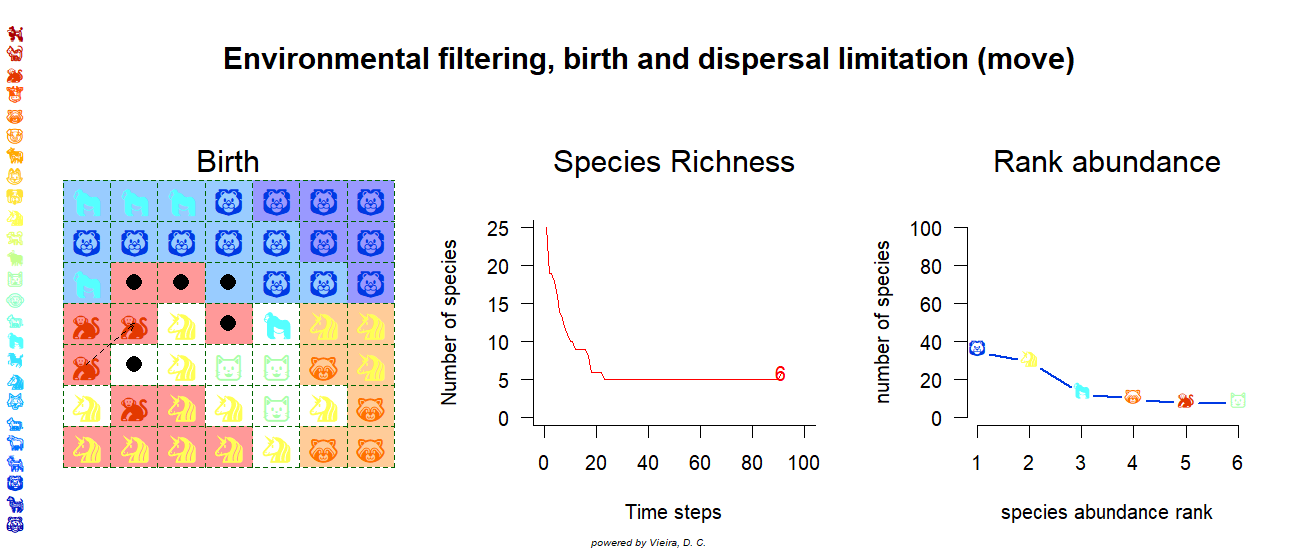 Environmental filtering, birth and dispersal limitation (move)
Birth
Species Richness
Number of species
25
20
15
10
5
0
6
0 20 40 60 80 100
Time steps
Rank abundance
number of species
100
80
60
40
20
0
1 2 3 4 5 6
species abundance rank
powered by Vieira, D. C.